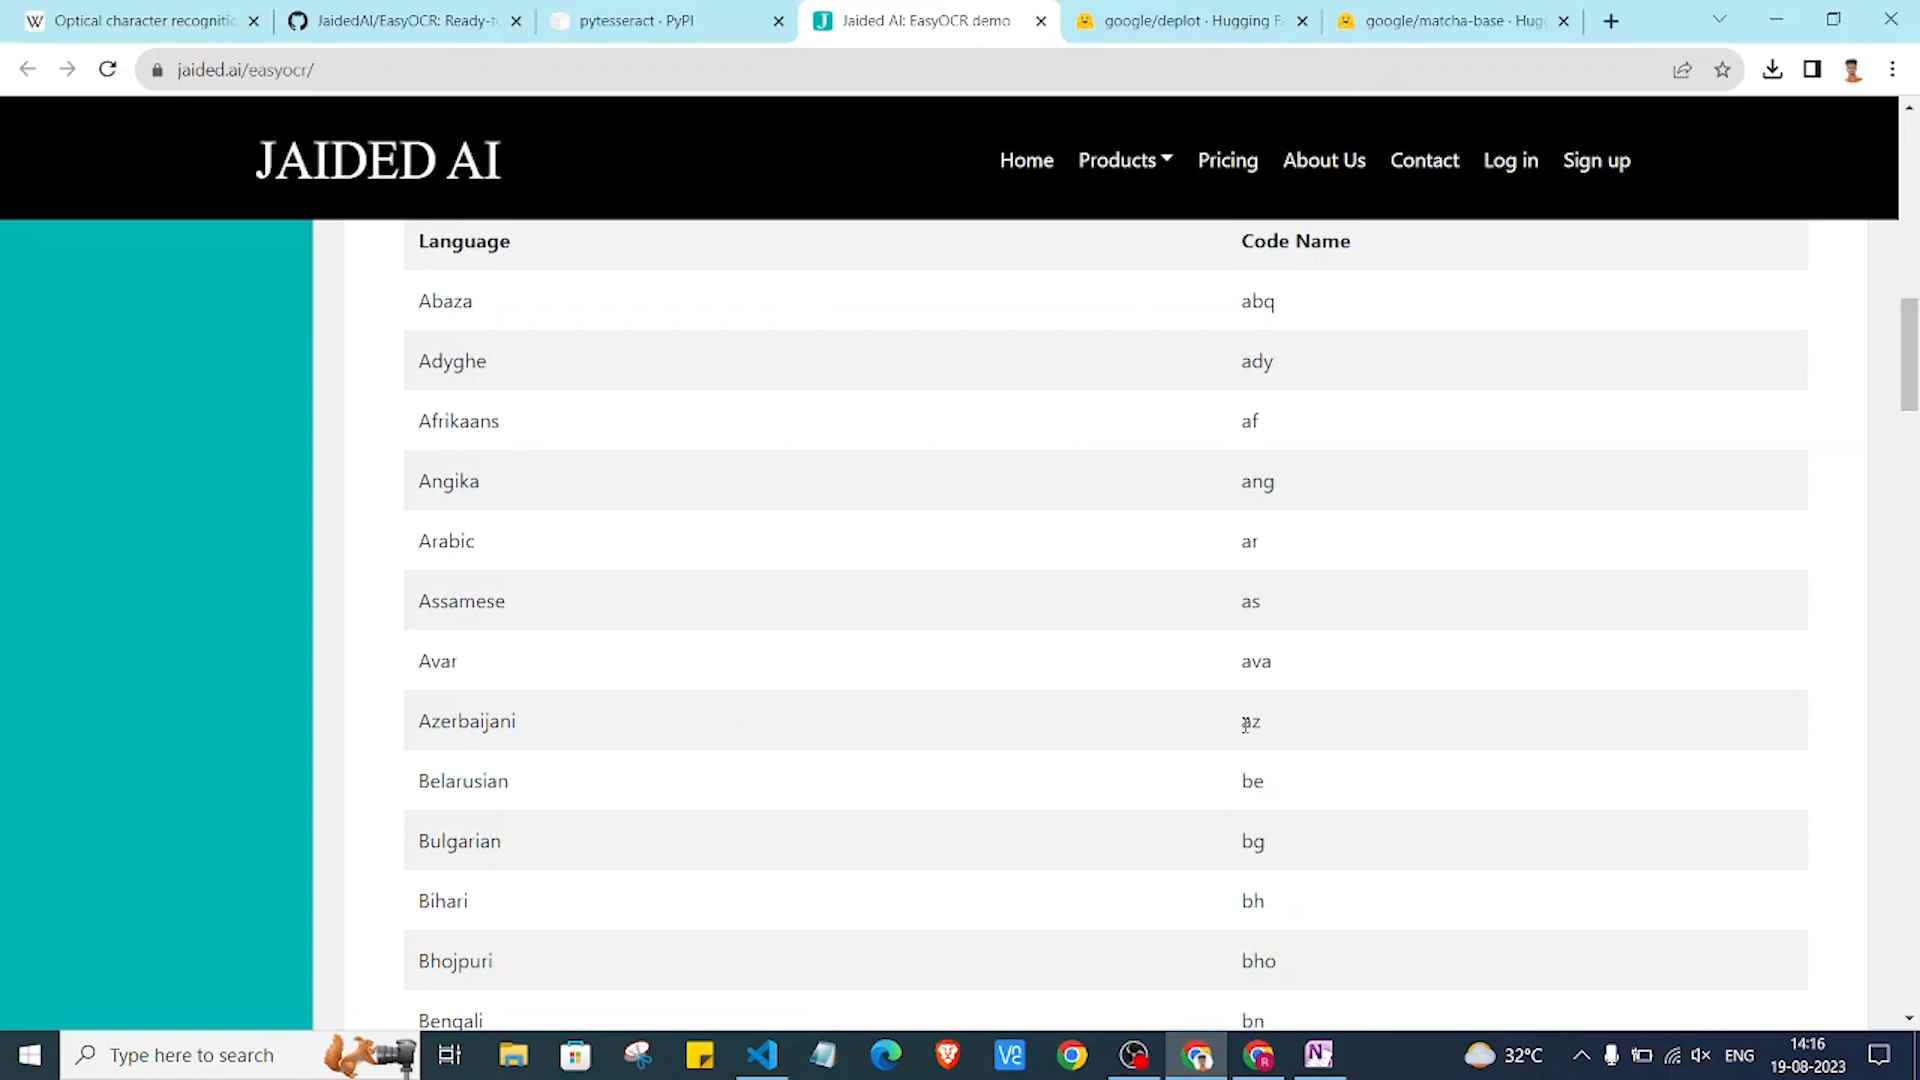 Optical character recognitio
JaidedAI/EasyOCR: Ready-to
pytesseract · PyPI
Jaided AI: EasyOCR demo
google/deplot · Hugging Fa
google/matcha-base · Hugg
jaided.ai/easyocr/
JAIDED AI
Home Products Pricing About Us Contact Log in Sign up
Language Code Name
Abaza abq
Adyghe ady
Afrikaans af
Angika ang
Arabic ar
Assamese as
Avar ava
Azerbaijani az
Belarusian be
Bulgarian bg
Bihari bh
Bhojpuri bho
Bengali bn
Type here to search
32°C
ENG
14:16
19-08-2023